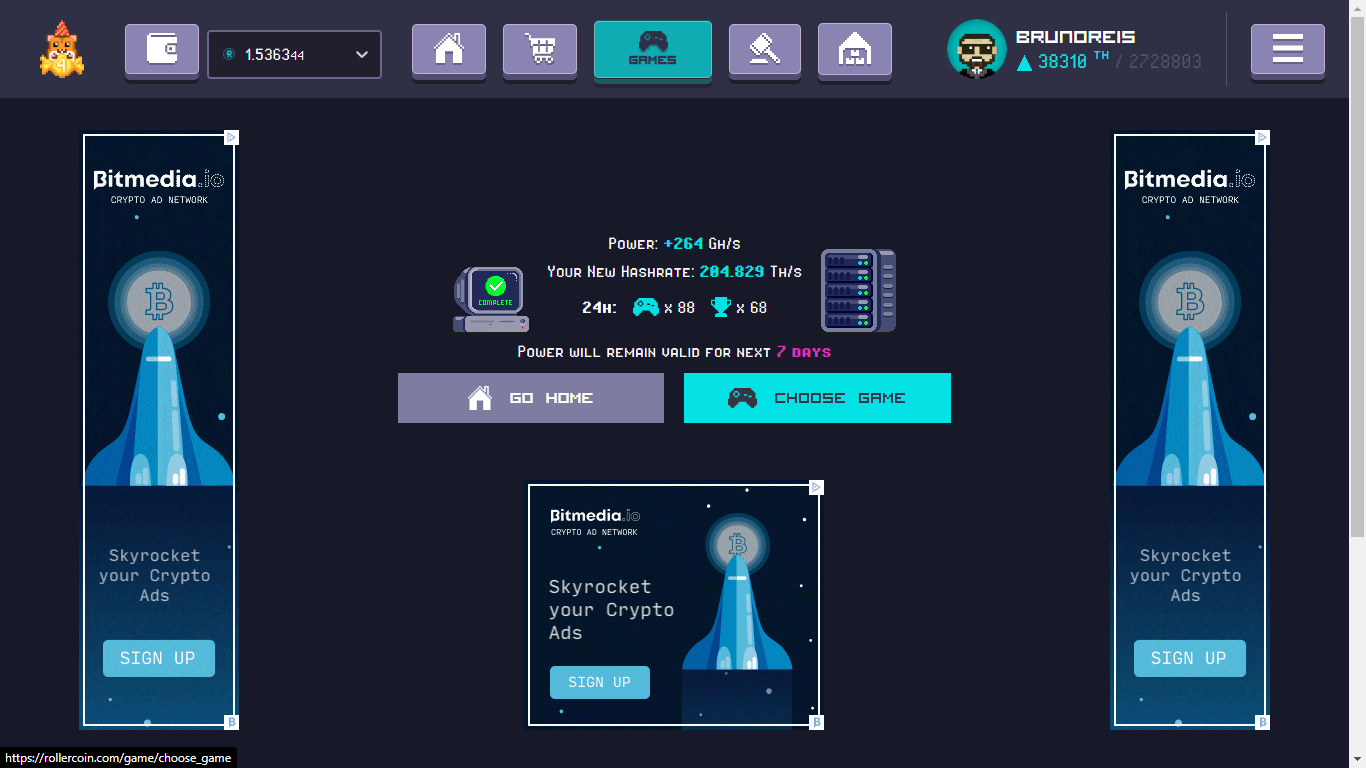 1.536344
GAMES
BRUNOREIS
38310 TH / 2728803
Bitmedia.io
CRYPTO AD NETWORK
Skyrocket
your Crypto
Ads
SIGN UP
B
Power: +264 Gh/s
Your New Hashrate: 204.829 Th/s
COMPLETE
24h: x 88 x 68
Power will remain valid for next 7 days
GO HOME
CHOOSE GAME
Bitmedia.io
CRYPTO AD NETWORK
Skyrocket
your Crypto
Ads
SIGN UP
B
Bitmedia.io
CRYPTO AD NETWORK
Skyrocket
your Crypto
Ads
SIGN UP
B
https://rollercoin.com/game/choose_game